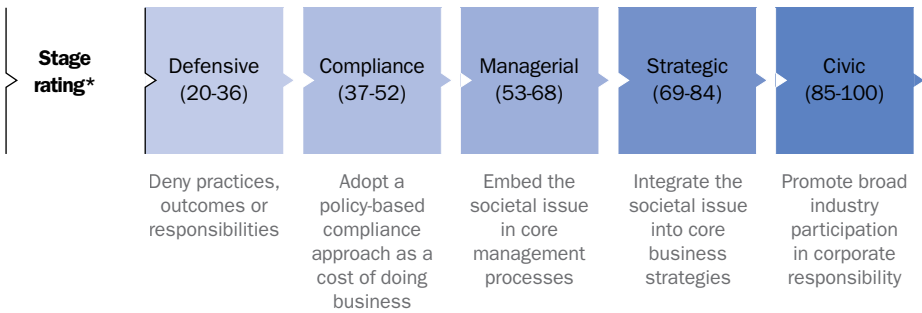 Stage
rating*
Defensive
(20-36)
Compliance
(37-52)
Managerial
(53-68)
Strategic
(69-84)
Civic
(85-100)
Deny practices,
outcomes or
responsibilities
Adopt a
policy-based
compliance
approach as a
cost of doing
business
Embed the
societal issue
in core
management
processes
Integrate the
societal issue
into core
business
strategies
Promote broad
industry
participation
in corporate
responsibility